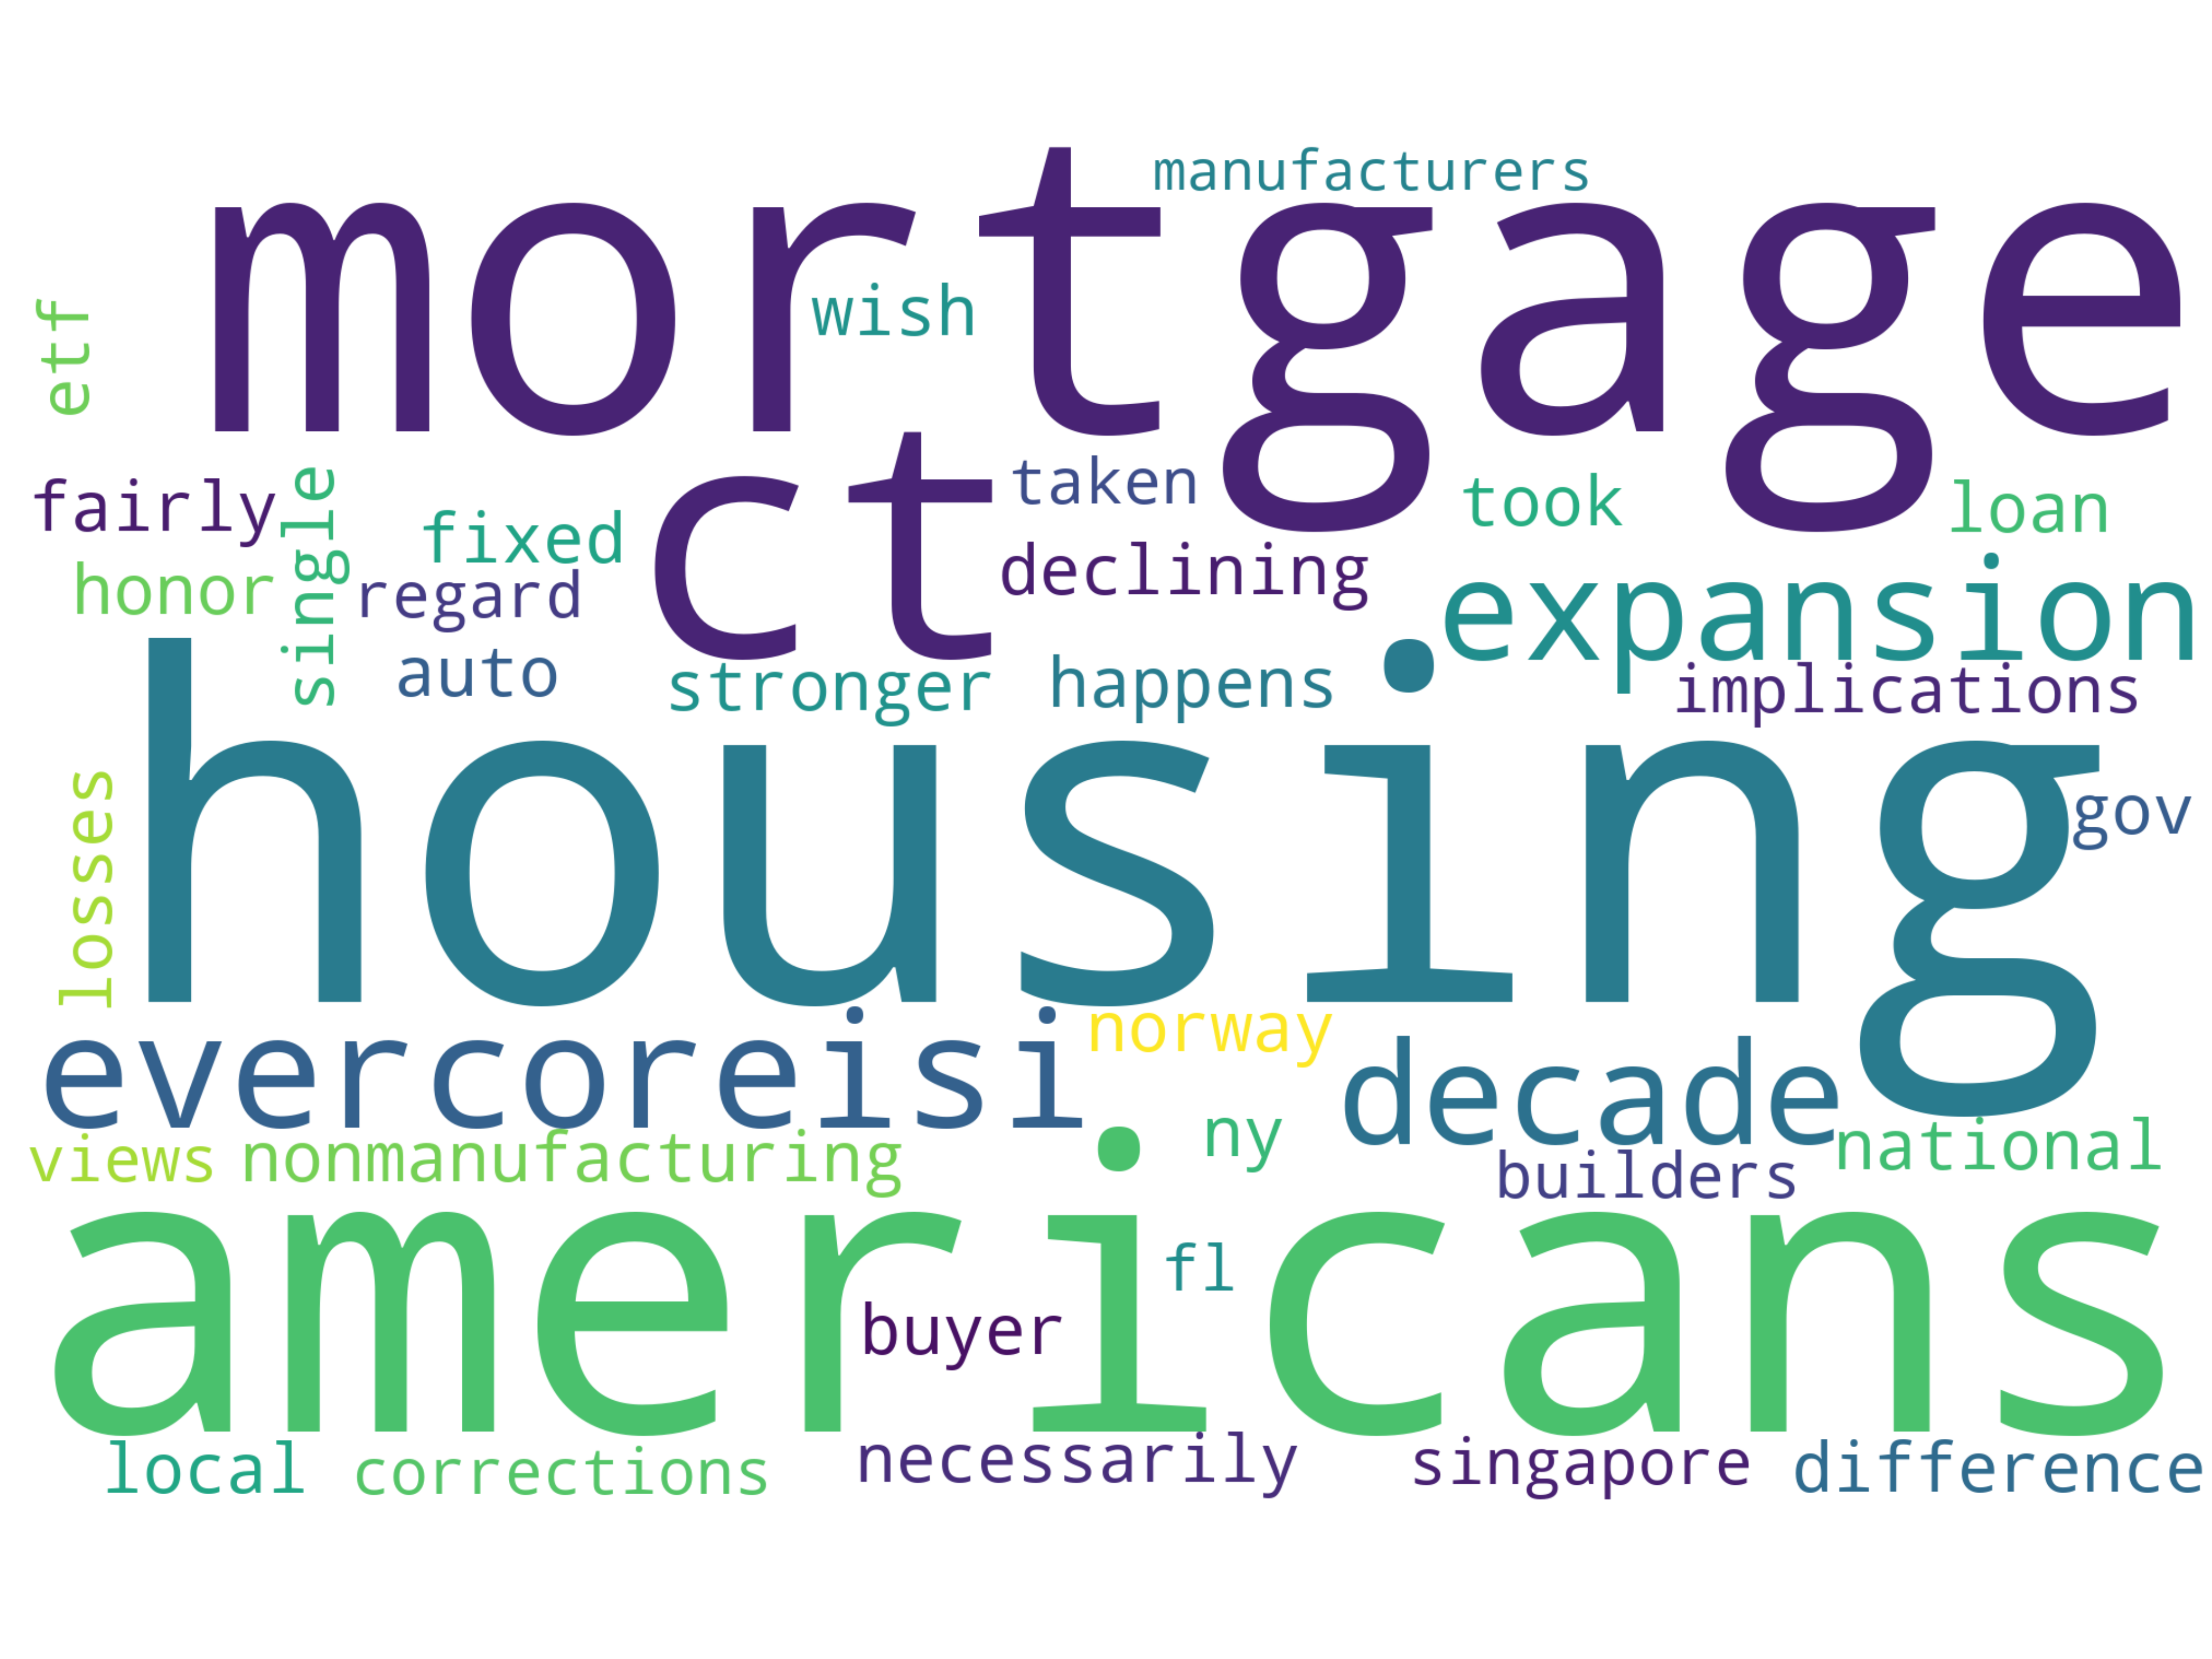 manufacturers
mortgage
wish
etf
fairly
single
fixed
ct
taken
took
loan
honor
regard
declining
expansion
auto
stronger
happens
implications
housing
losses
gov
evercoreisi
norway
decade
views
nonmanufacturing
ny
builders
national
americans
fl
buyer
local
corrections
necessarily
singapore
difference